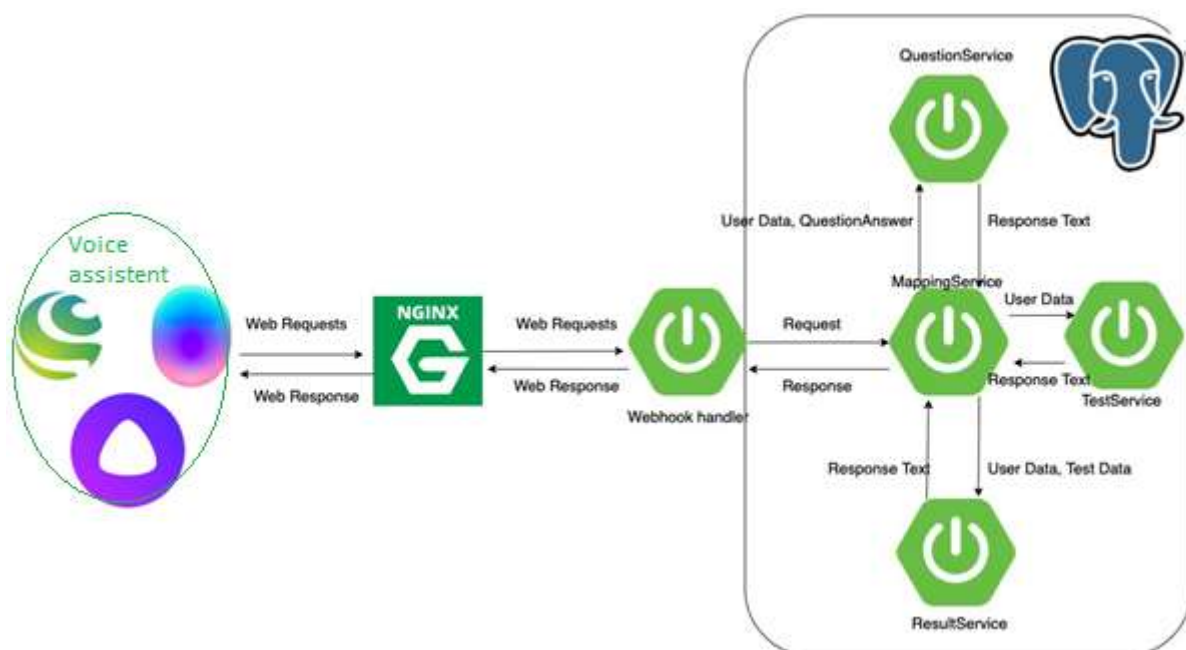 Voice
assistent
Web Requests
Web Response
NGINX
Web Requests
Web Response
Webhook handler
Request
Response
QuestionService
User Data, QuestionAnswer
Response Text
MappingService
User Data
Response Text
TestService
Response Text
User Data, Test Data
ResultService